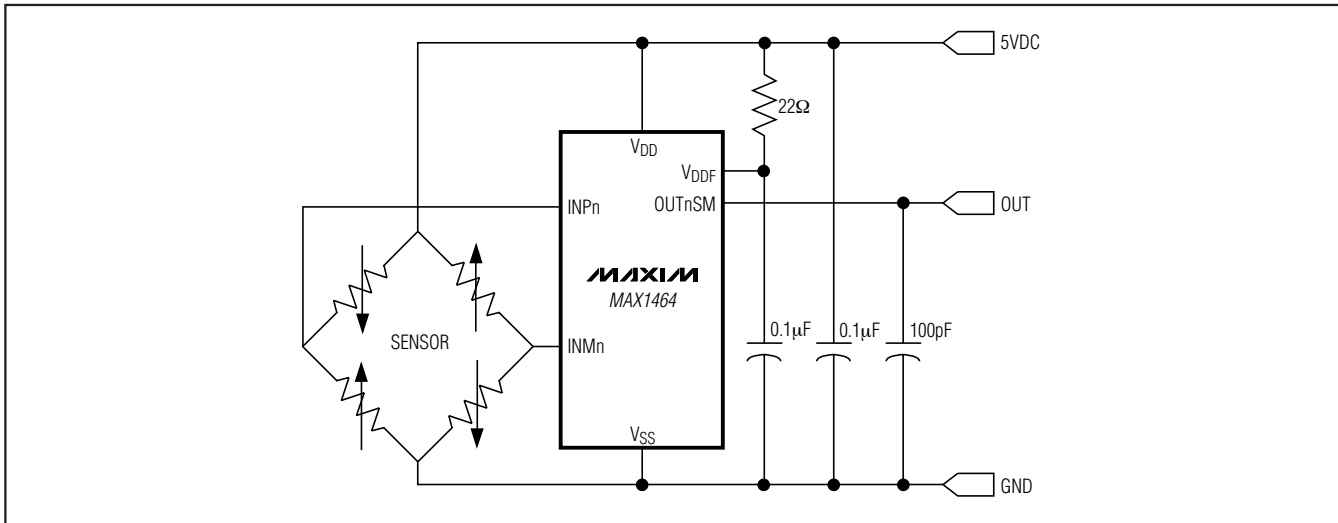 5VDC
22Ω
VDD
VDDF
INPn
OUTnSM
OUT
MAXIM
MAX1464
SENSOR
INMn
0.1µF
0.1µF
100pF
VSS
GND